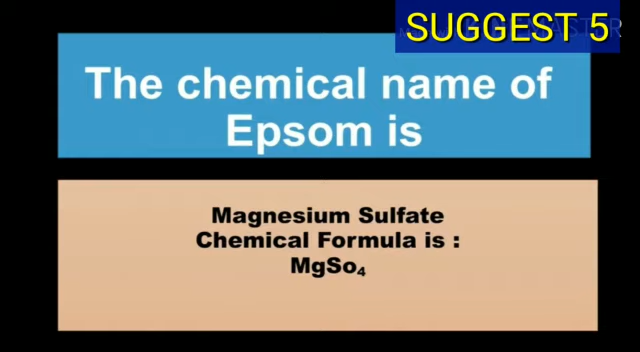 SUGGEST 5
The chemical name of
Epsom is
Magnesium Sulfate
Chemical Formula is :
MgSo₄